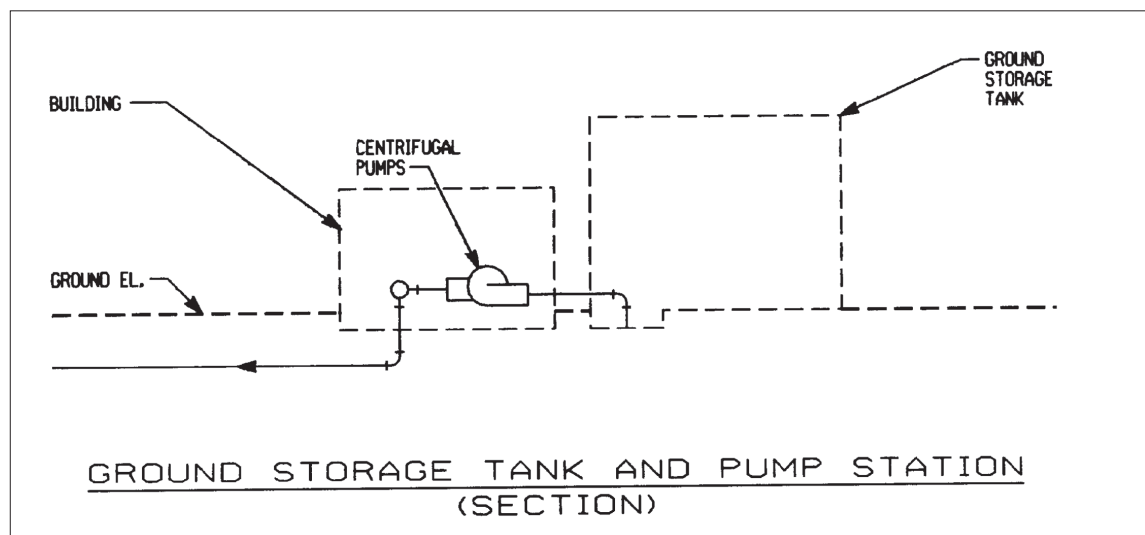 GROUND
STORAGE
TANK
BUILDING
CENTRIFUGAL
PUMPS
GROUND EL.
GROUND STORAGE TANK AND PUMP STATION
(SECTION)